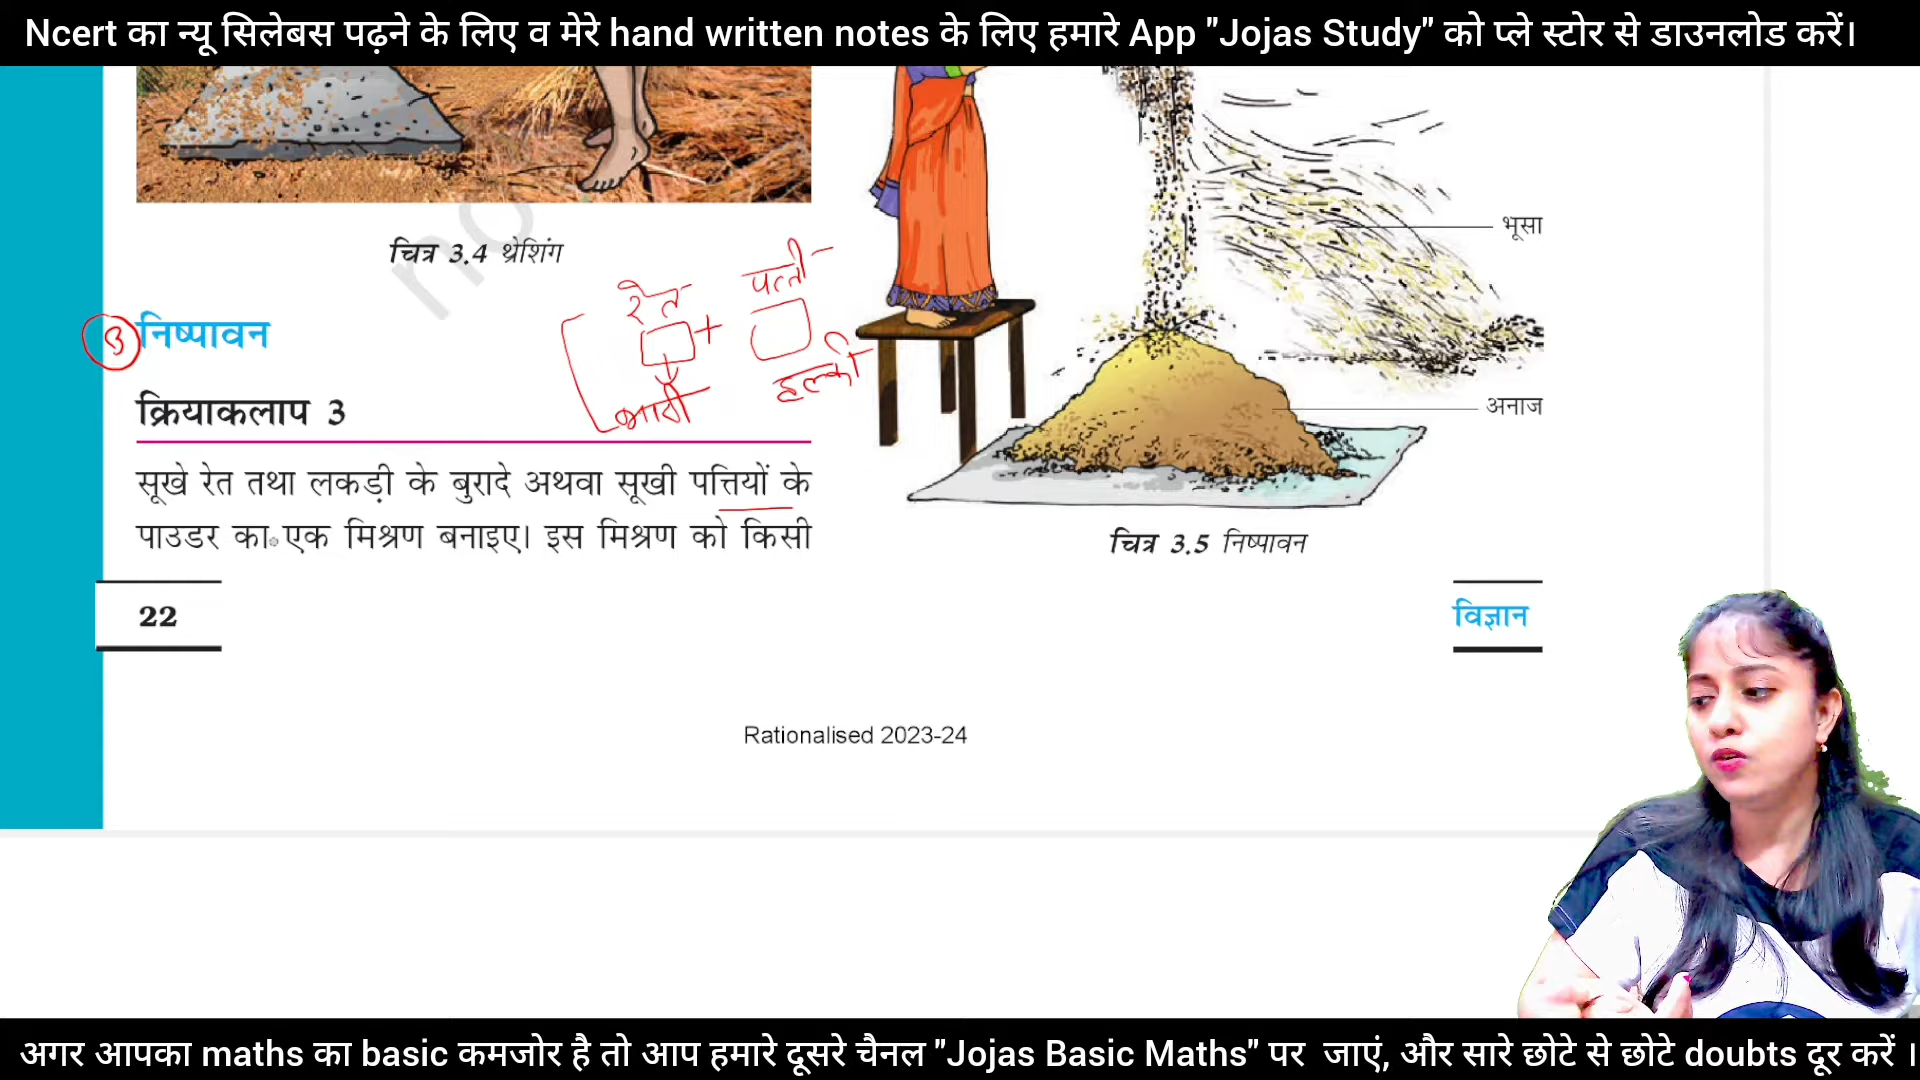 Ncert का न्यू सिलेबस पढ़ने के लिए व मेरे hand written notes के लिए हमारे App "Jojas Study" को प्ले स्टोर से डाउनलोड करें।
भूसा
चित्र 3.4 थ्रेशिंग
रेत + पत्ती
भारी हल्की
③ निष्पावन
क्रियाकलाप 3
अनाज
सूखे रेत तथा लकड़ी के बुरादे अथवा सूखी पत्तियों के
पाउडर का एक मिश्रण बनाइए। इस मिश्रण को किसी
चित्र 3.5 निष्पावन
22
विज्ञान
Rationalised 2023-24
अगर आपका maths का basic कमजोर है तो आप हमारे दूसरे चैनल "Jojas Basic Maths" पर जाएं, और सारे छोटे से छोटे doubts दूर करें ।